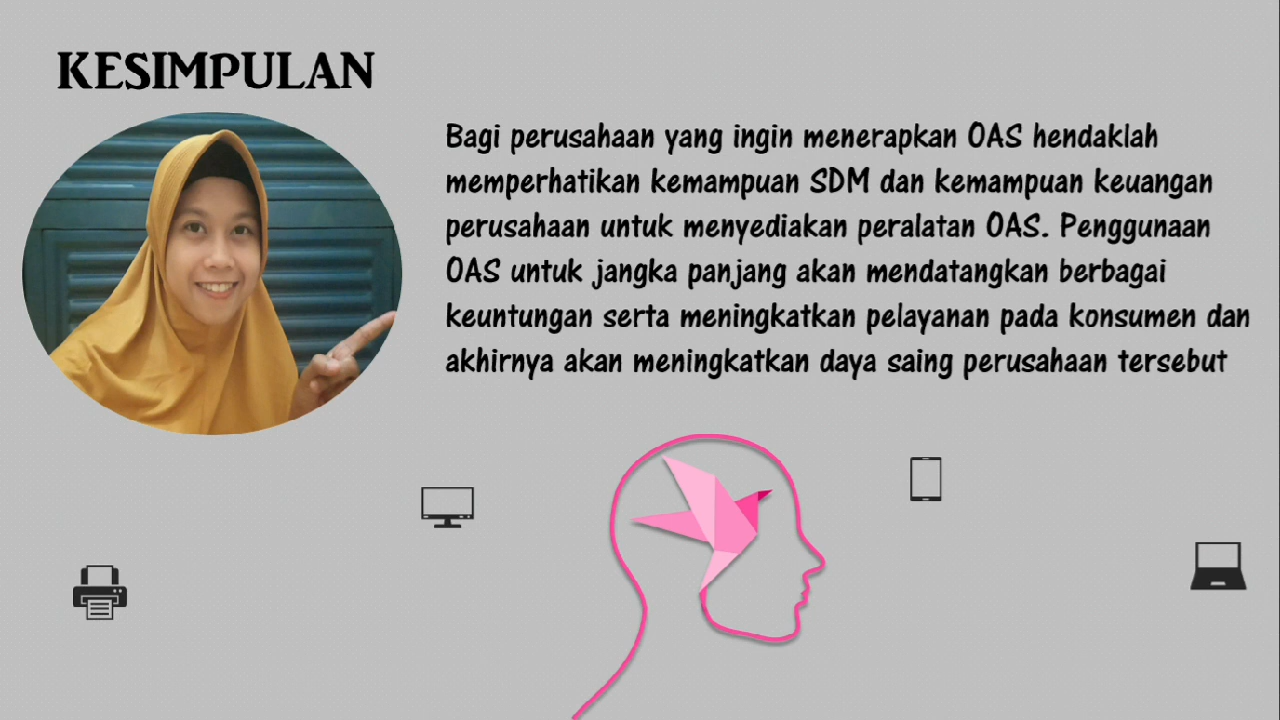 KESIMPULAN
Bagi perusahaan yang ingin menerapkan OAS hendaklah
memperhatikan kemampuan SDM dan kemampuan keuangan
perusahaan untuk menyediakan peralatan OAS. Penggunaan
OAS untuk jangka panjang akan mendatangkan berbagai
keuntungan serta meningkatkan pelayanan pada konsumen dan
akhirnya akan meningkatkan daya saing perusahaan tersebut